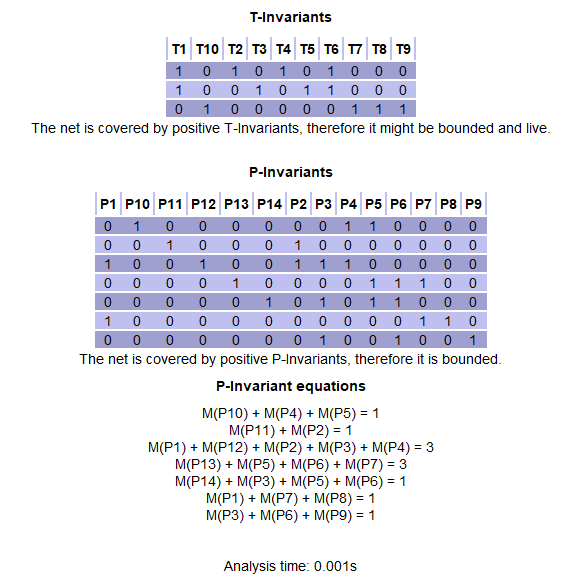 T-Invariants
T1 T10 T2 T3 T4 T5 T6 T7 T8 T9
1 0 1 0 1 0 1 0 0 0
1 0 0 1 0 1 1 0 0 0
0 1 0 0 0 0 0 1 1 1
The net is covered by positive T-Invariants, therefore it might be bounded and live.
P-Invariants
P1 P10 P11 P12 P13 P14 P2 P3 P4 P5 P6 P7 P8 P9
0 1 0 0 0 0 0 0 1 1 0 0 0 0
0 0 1 0 0 0 1 0 0 0 0 0 0 0
1 0 0 1 0 0 1 1 1 0 0 0 0 0
0 0 0 0 1 0 0 0 0 1 1 1 0 0
0 0 0 0 0 1 0 1 0 1 1 0 0 0
1 0 0 0 0 0 0 0 0 0 0 1 1 0
0 0 0 0 0 0 0 1 0 0 1 0 0 1
The net is covered by positive P-Invariants, therefore it is bounded.
P-Invariant equations
M(P10) + M(P4) + M(P5) = 1
M(P11) + M(P2) = 1
M(P1) + M(P12) + M(P2) + M(P3) + M(P4) = 3
M(P13) + M(P5) + M(P6) + M(P7) = 3
M(P14) + M(P3) + M(P5) + M(P6) = 1
M(P1) + M(P7) + M(P8) = 1
M(P3) + M(P6) + M(P9) = 1
Analysis time: 0.001s